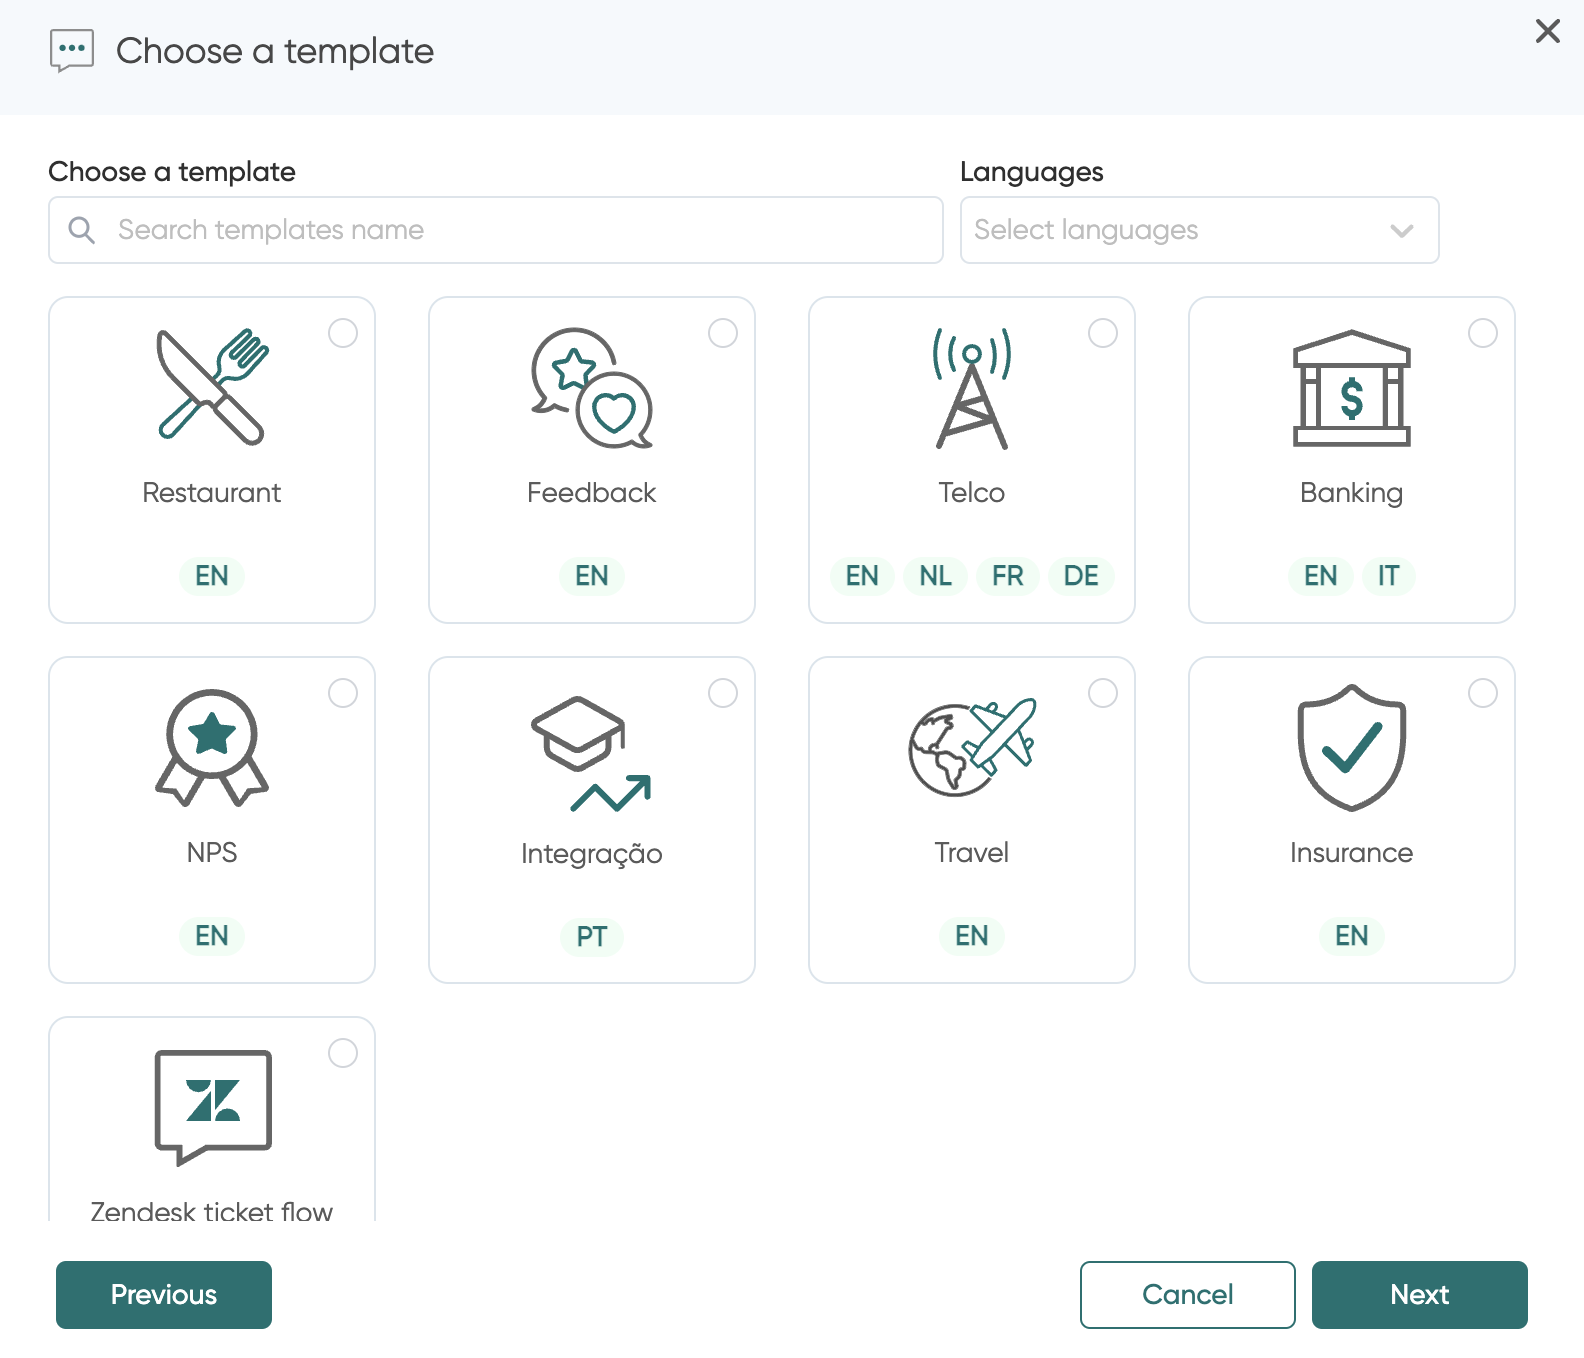 Choose a template
Choose a template
Languages
Search templates name
Select languages
Restaurant
EN
Feedback
EN
Telco
EN NL FR DE
Banking
$
EN IT
NPS
EN
Integração
PT
Travel
EN
Insurance
EN
Zendesk ticket flow
Previous
Cancel
Next